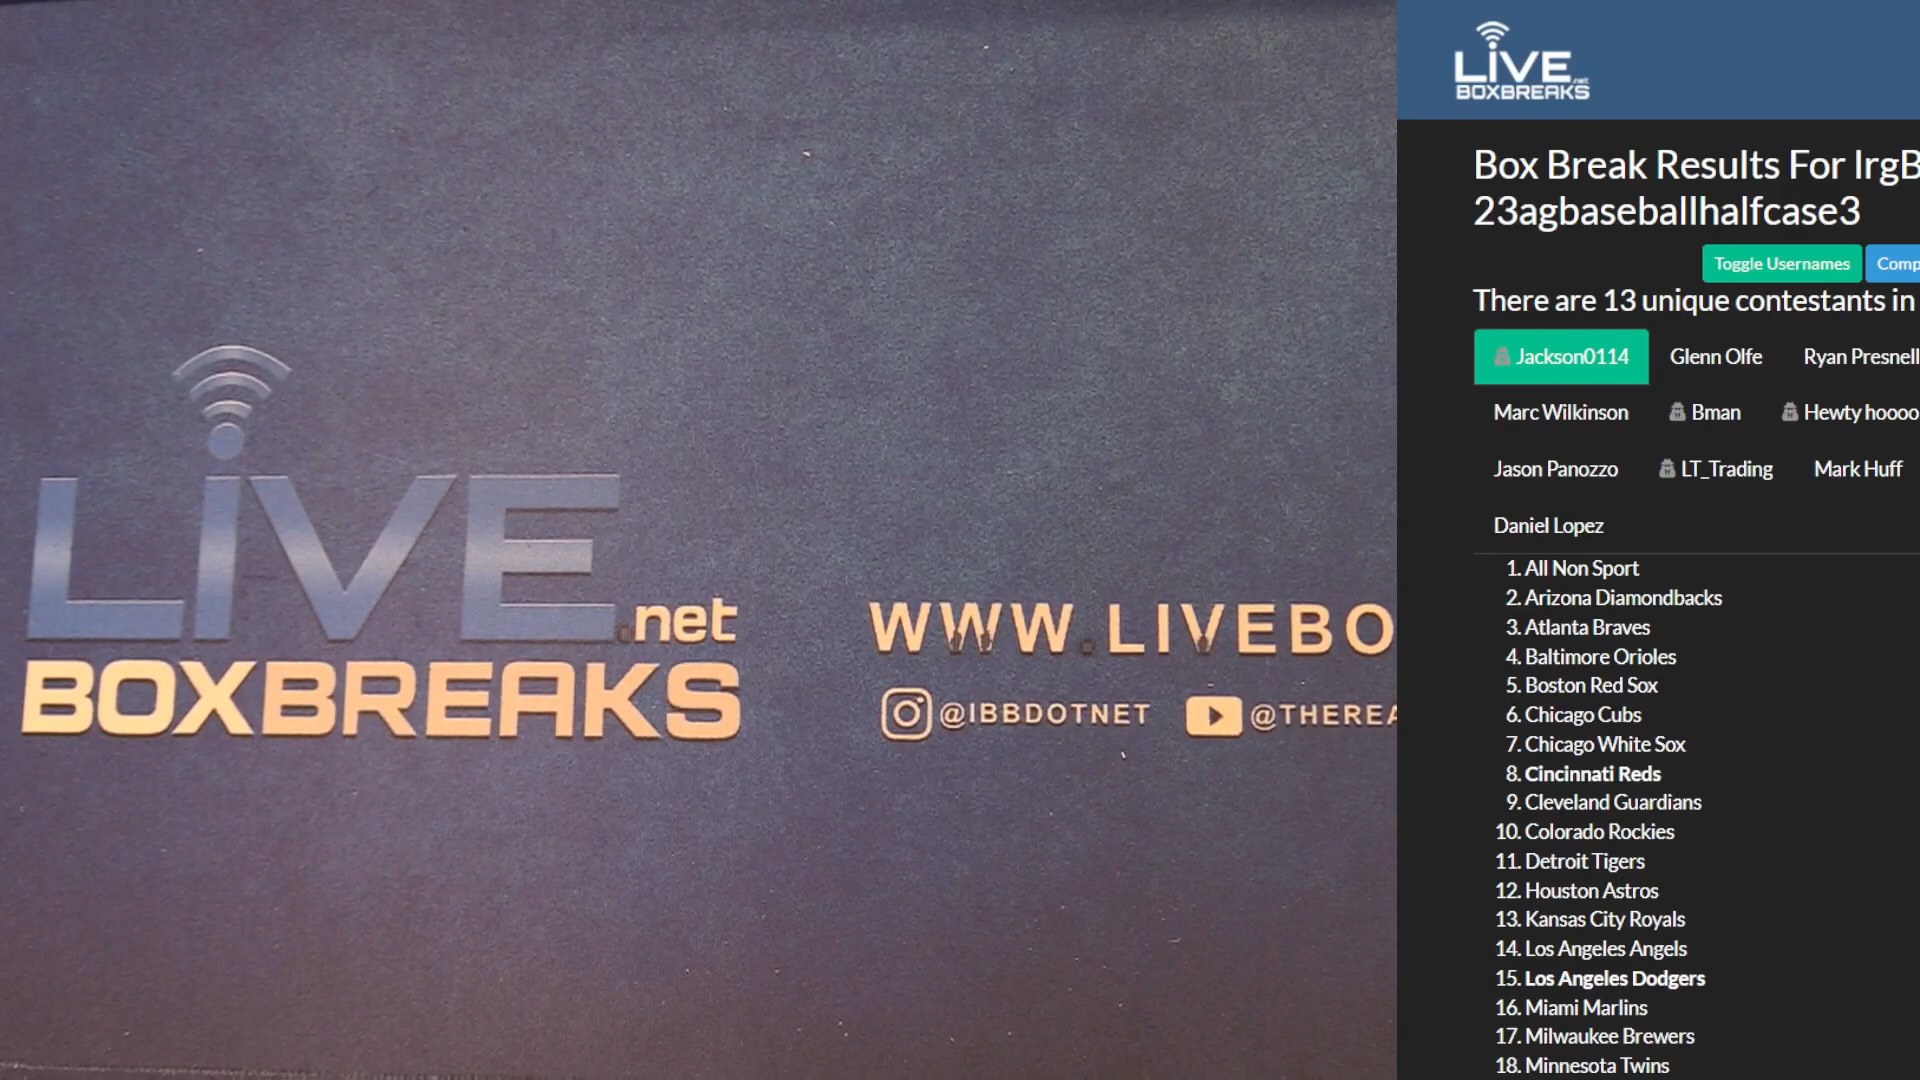 LiVE
.net
BOXBREAKS
WWW.LIVEBO
@IBBDOTNET
@THEREA
LiVE.net
BOXBREAKS
Box Break Results For lrgB
23agbaseballhalfcase3
Toggle Usernames
Comp
There are 13 unique contestants in
Jackson0114 Glenn Olfe Ryan Presnell
Marc Wilkinson Bman Hewty hoooo
Jason Panozzo LT_Trading Mark Huff
Daniel Lopez
1. All Non Sport
2. Arizona Diamondbacks
3. Atlanta Braves
4. Baltimore Orioles
5. Boston Red Sox
6. Chicago Cubs
7. Chicago White Sox
8. Cincinnati Reds
9. Cleveland Guardians
10. Colorado Rockies
11. Detroit Tigers
12. Houston Astros
13. Kansas City Royals
14. Los Angeles Angels
15. Los Angeles Dodgers
16. Miami Marlins
17. Milwaukee Brewers
18. Minnesota Twins